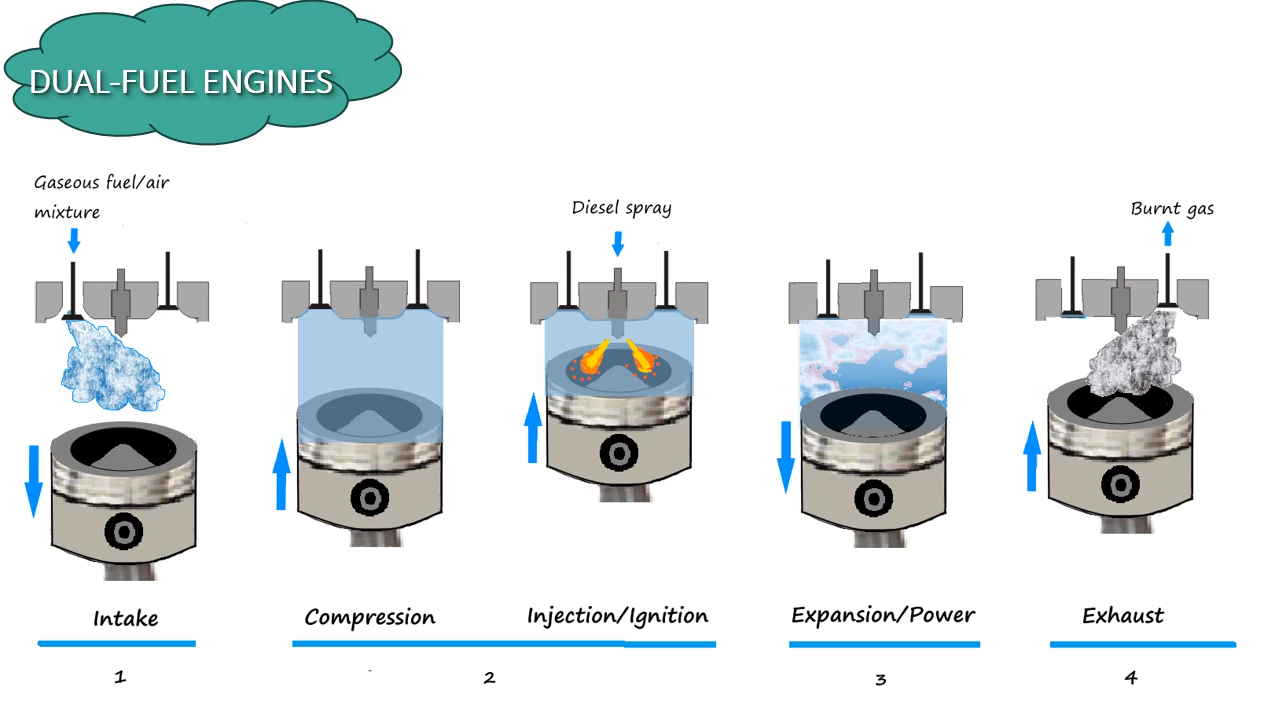 DUAL-FUEL ENGINES
Gaseous fuel/air
mixture
Diesel spray
Burnt gas
Intake
Compression
Injection/Ignition
Expansion/Power
Exhaust
1
2
3
4